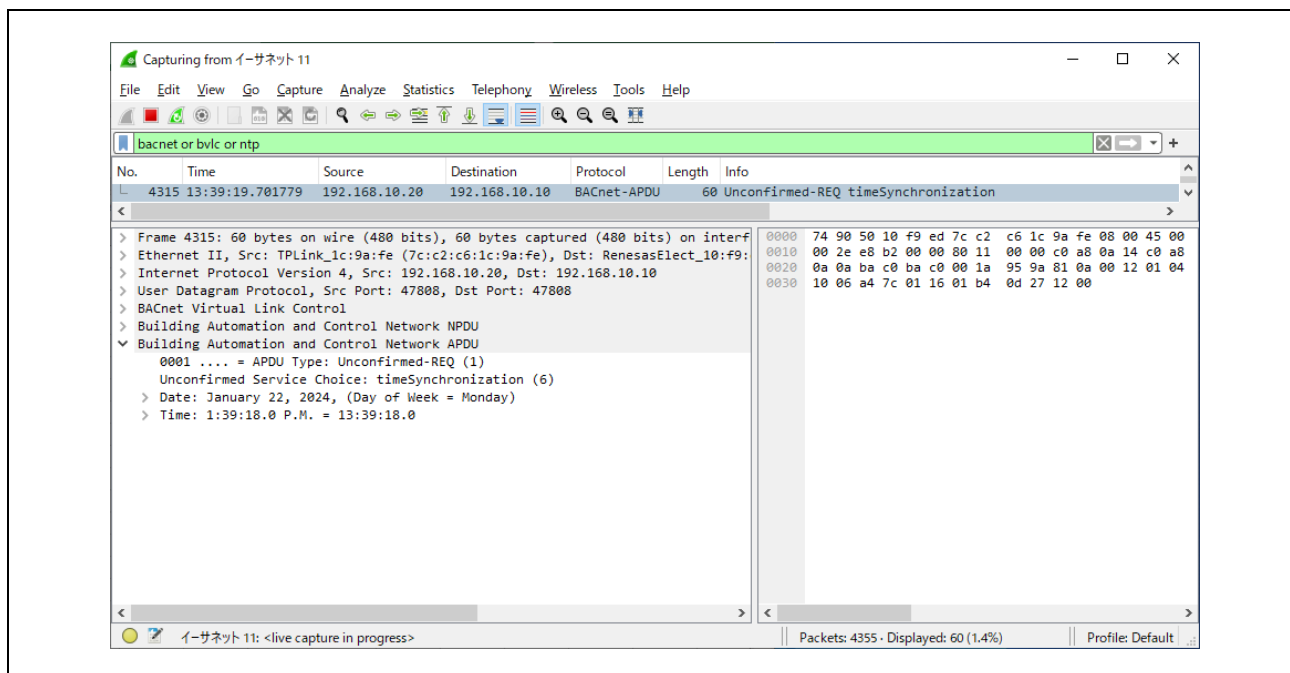 Capturing from イーサネット 11
File Edit View Go Capture Analyze Statistics Telephony Wireless Tools Help
bacnet or bvlc or ntp
No. Time Source Destination Protocol Length Info
4315 13:39:19.701779 192.168.10.20 192.168.10.10 BACnet-APDU 60 Unconfirmed-REQ timeSynchronization
Frame 4315: 60 bytes on wire (480 bits), 60 bytes captured (480 bits) on interf
Ethernet II, Src: TPLink_1c:9a:fe (7c:c2:c6:1c:9a:fe), Dst: RenesasElect_10:f9:
Internet Protocol Version 4, Src: 192.168.10.20, Dst: 192.168.10.10
User Datagram Protocol, Src Port: 47808, Dst Port: 47808
BACnet Virtual Link Control
Building Automation and Control Network NPDU
Building Automation and Control Network APDU
0001 .... = APDU Type: Unconfirmed-REQ (1)
Unconfirmed Service Choice: timeSynchronization (6)
Date: January 22, 2024, (Day of Week = Monday)
Time: 1:39:18.0 P.M. = 13:39:18.0
0000 74 90 50 10 f9 ed 7c c2 c6 1c 9a fe 08 00 45 00
0010 00 2e e8 b2 00 00 80 11 00 00 c0 a8 0a 14 c0 a8
0020 0a 0a ba c0 ba c0 00 1a 95 9a 81 0a 00 12 01 04
0030 10 06 a4 7c 01 16 01 b4 0d 27 12 00
イーサネット 11: <live capture in progress>
Packets: 4355 · Displayed: 60 (1.4%)
Profile: Default